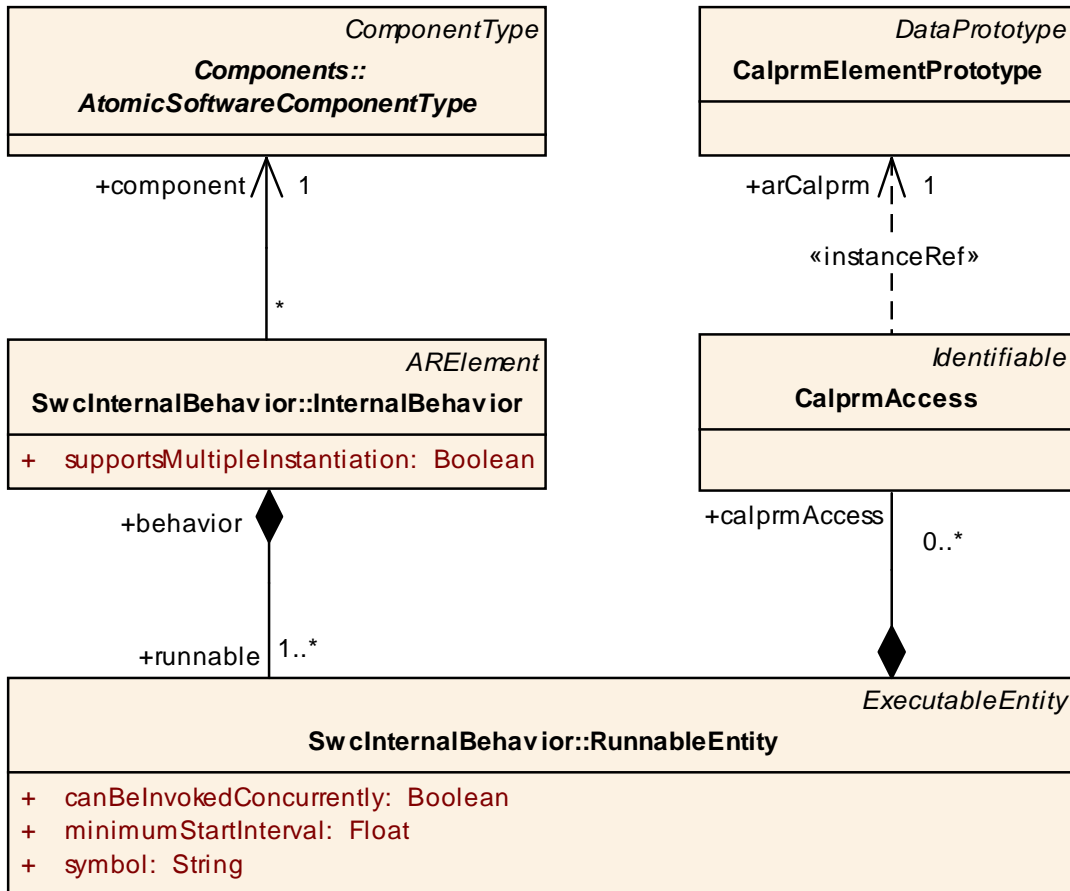 ComponentType
Components::
AtomicSoftwareComponentType
DataPrototype
CalprmElementPrototype
+component
1
+arCalprm
1
«instanceRef»
*
ARElement
SwcInternalBehavior::InternalBehavior
+ supportsMultipleInstantiation: Boolean
Identifiable
CalprmAccess
+behavior
+calprmAccess
0..*
+runnable
1..*
ExecutableEntity
SwcInternalBehavior::RunnableEntity
+ canBeInvokedConcurrently: Boolean
+ minimumStartInterval: Float
+ symbol: String